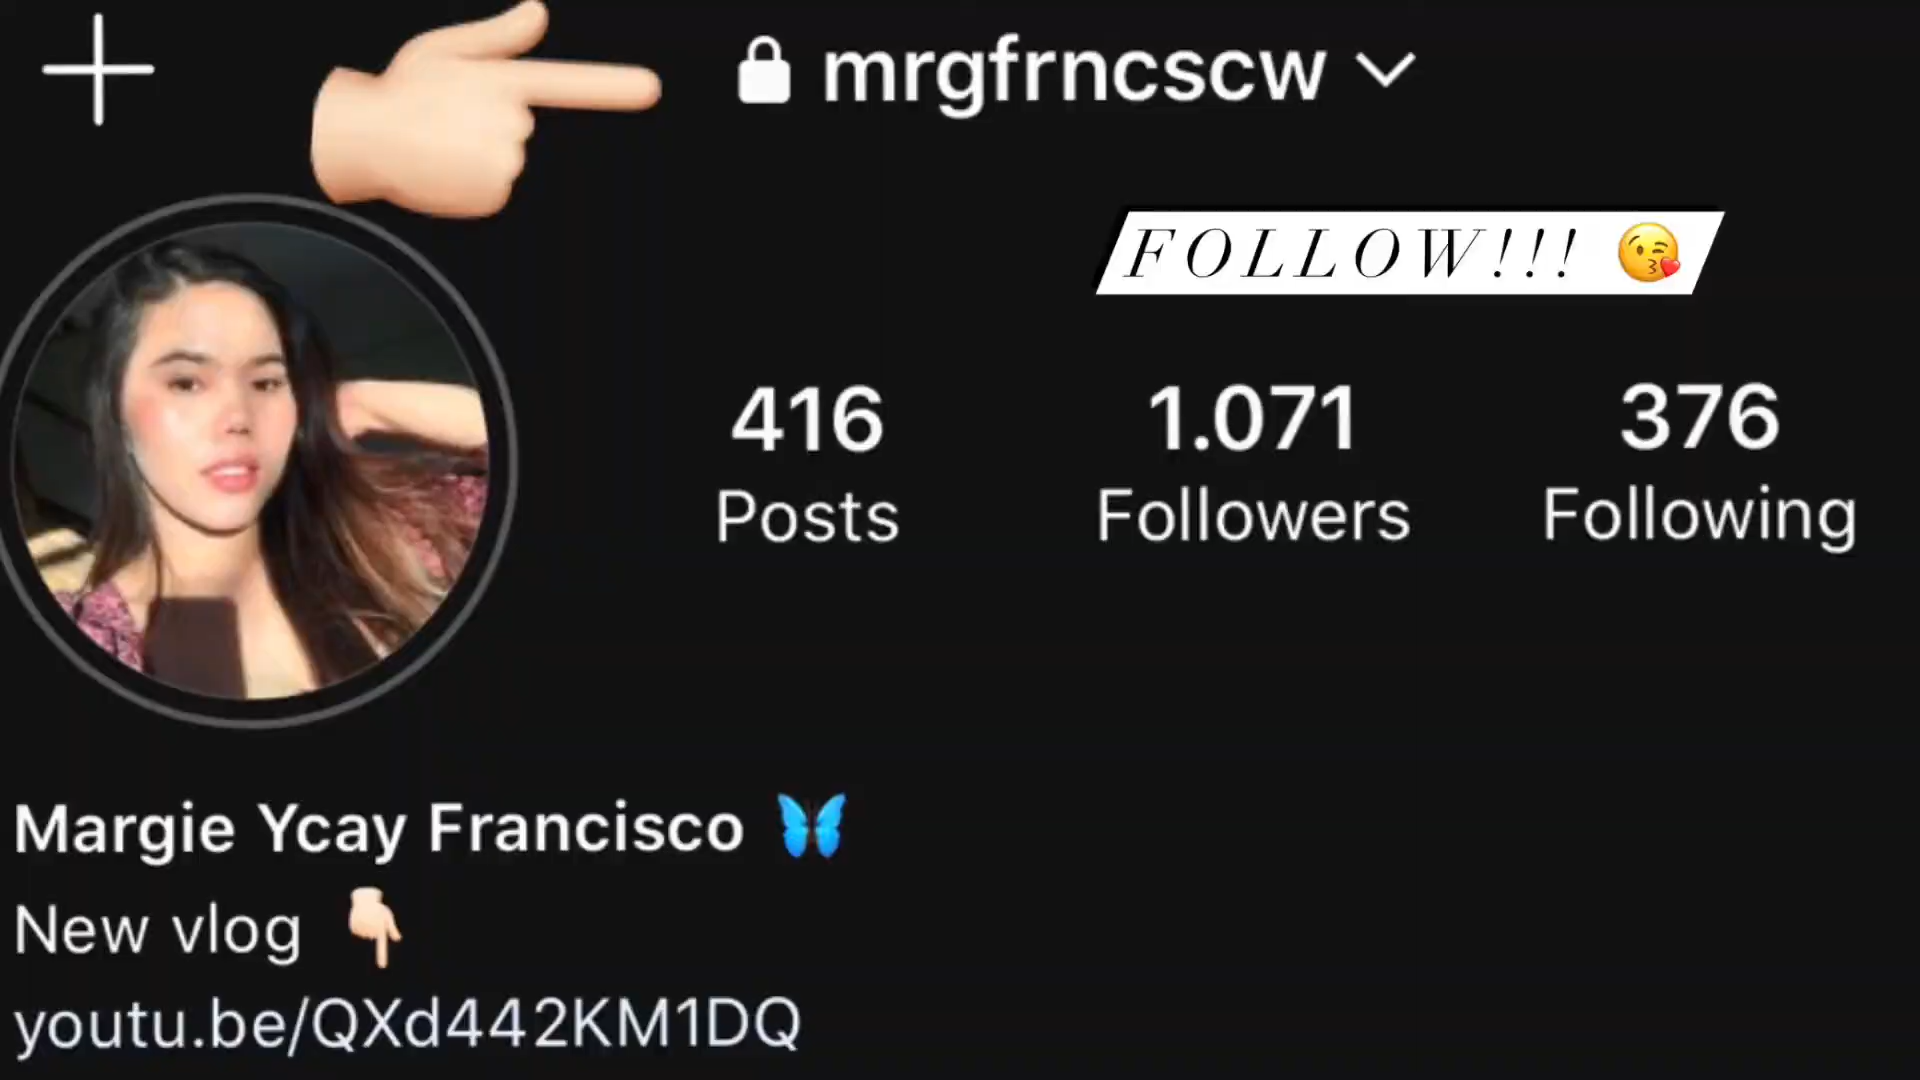 mrgfrncscw
FOLLOW!!! 😘
416 1.071 376
Posts Followers Following
Margie Ycay Francisco 🦋
New vlog 👇🏻
youtu.be/QXd442KM1DQ